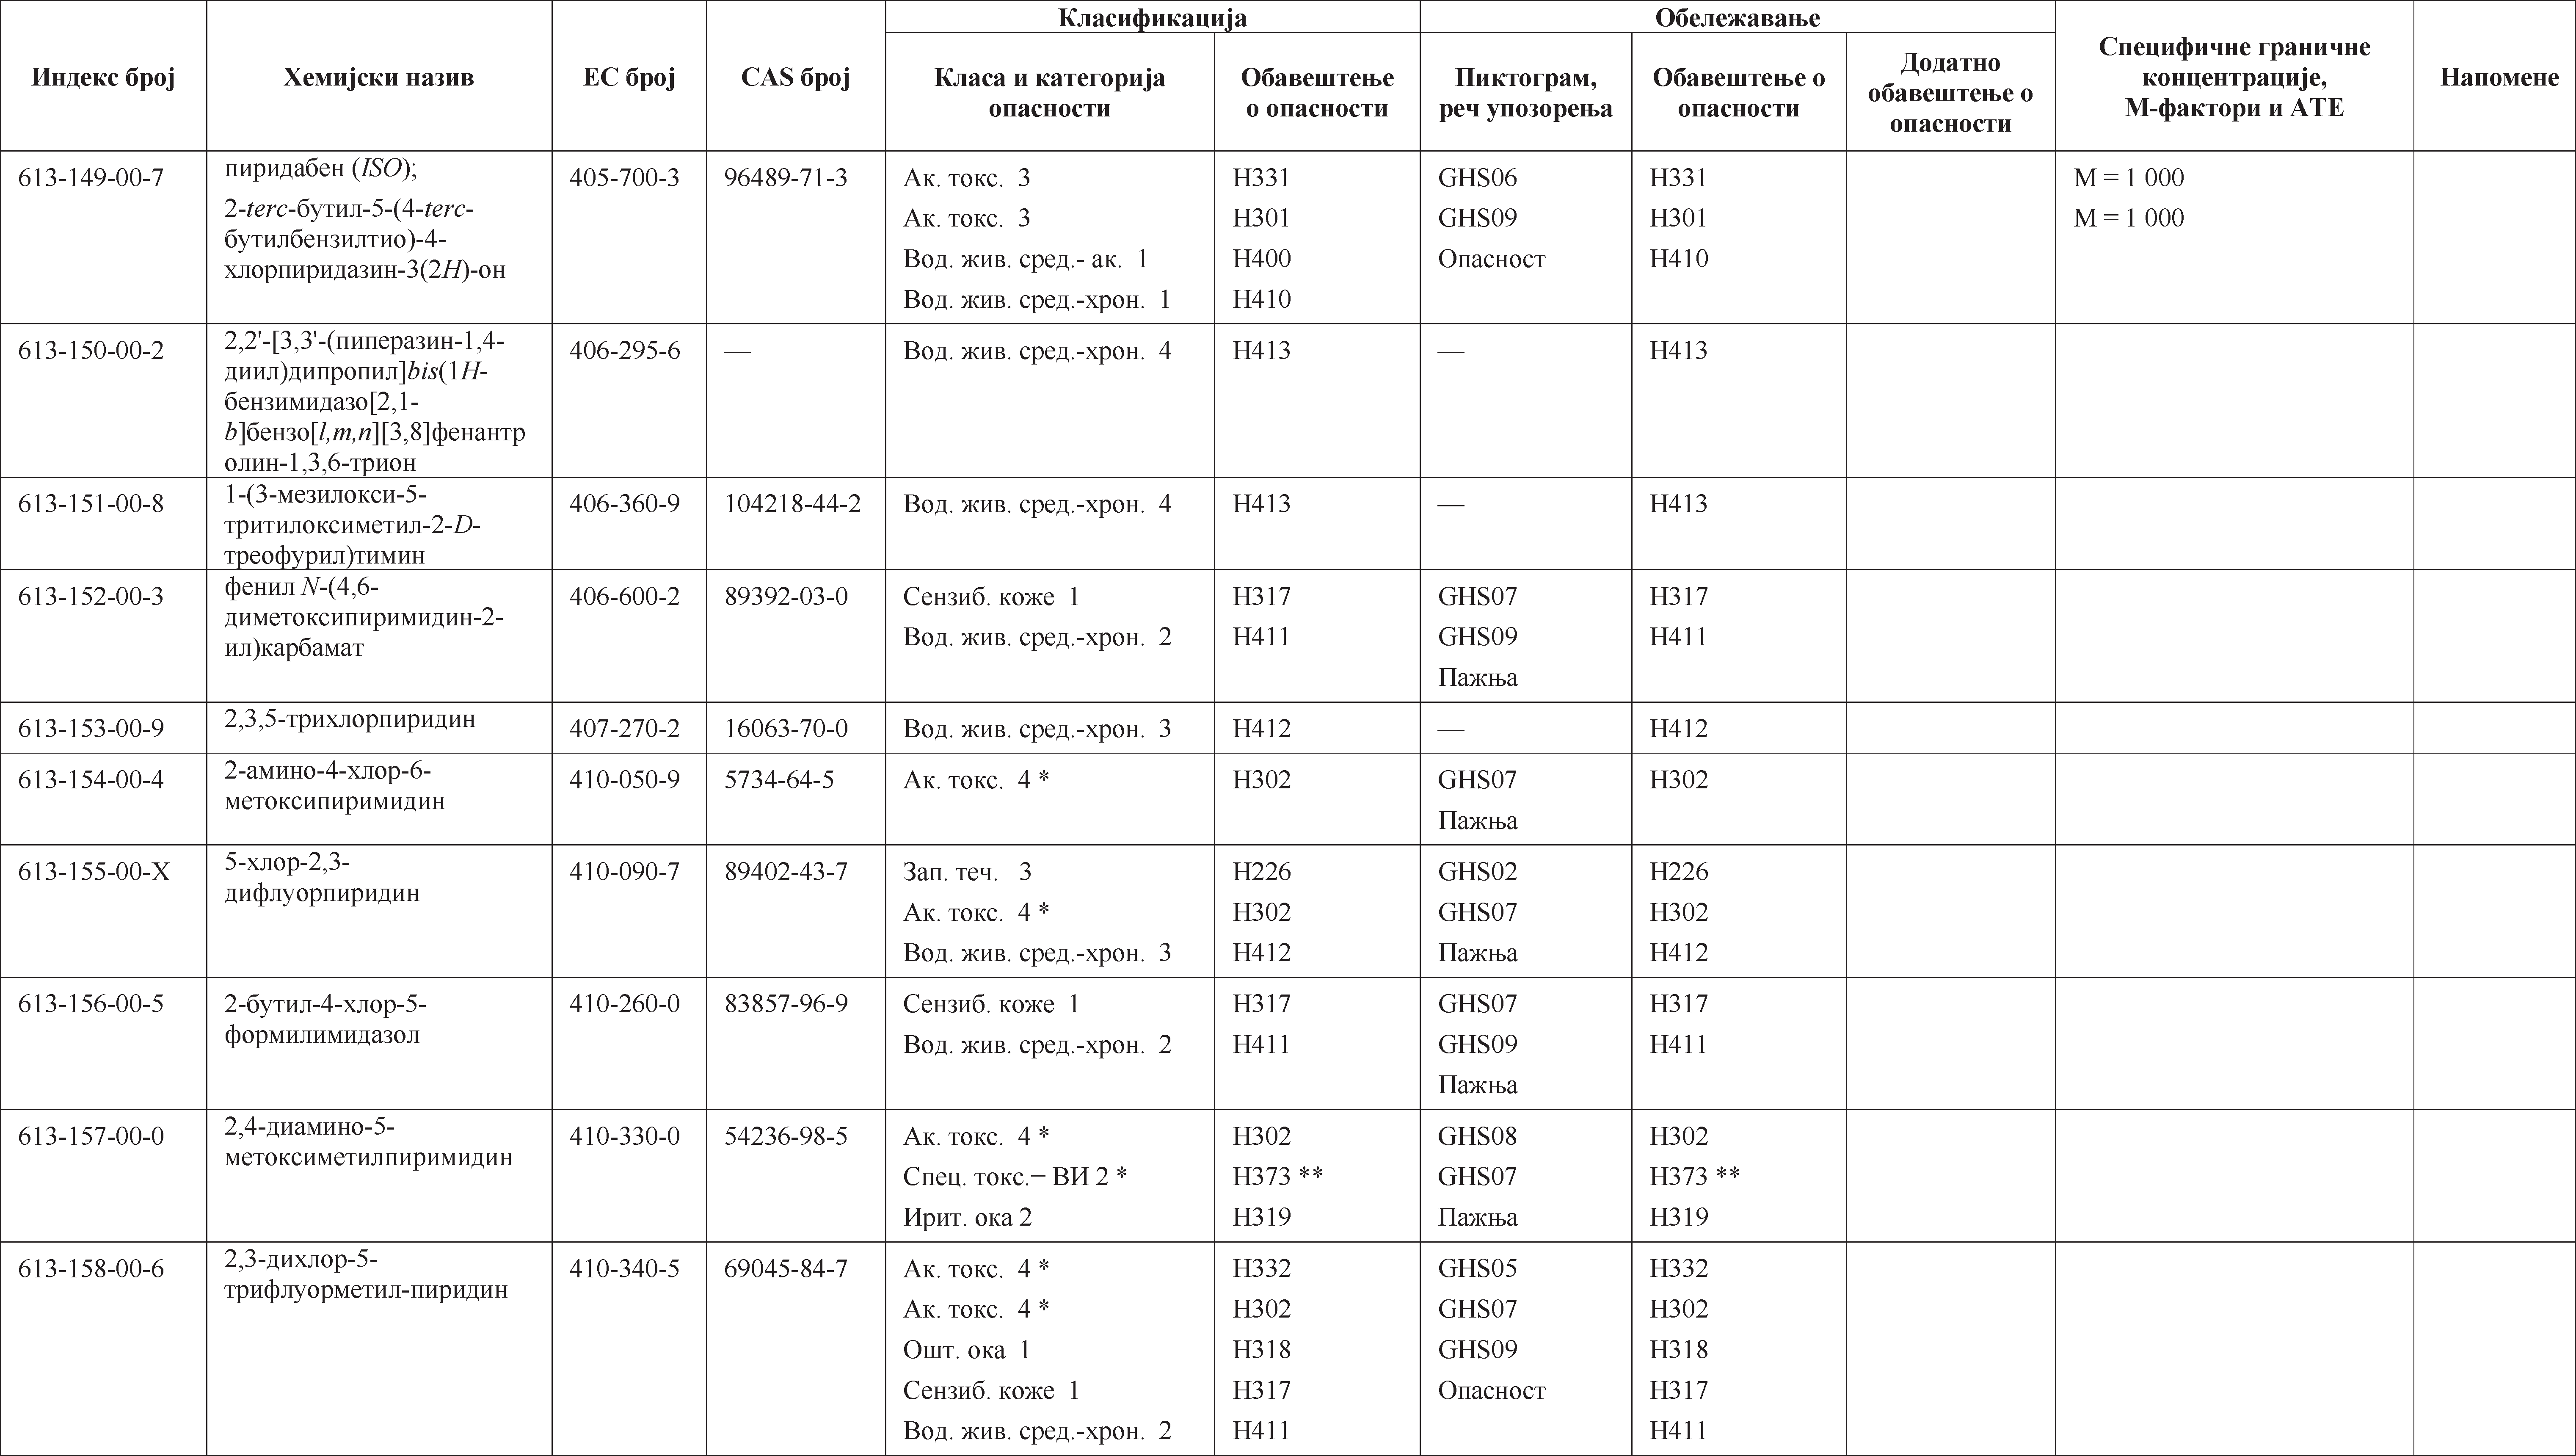 Класификација
Обележавање
Индекс број
Хемијски назив
ЕС број
CAS број
Класа и категорија
опасности
Обавештење
о опасности
Пиктограм,
реч упозорења
Обавештење о
опасности
Додатно
обавештење о
опасности
Специфичне граничне
концентрације,
М-фактори и АТЕ
Напомене
613-149-00-7
пиридабен (ISO);
2-terc-бутил-5-(4-terc-
бутилбензилтио)-4-
хлорпиридазин-3(2H)-он
405-700-3
96489-71-3
Ак. токс. 3
Ак. токс. 3
Вод. жив. сред.- ак. 1
Вод. жив. сред.-хрон. 1
H331
H301
H400
H410
GHS06
GHS09
Опасност
H331
H301
H410
M = 1 000
M = 1 000
613-150-00-2
2,2'-[3,3'-(пиперазин-1,4-
диил)дипропил]bis(1H-
бензимидазо[2,1-
b]бензо[l,m,n][3,8]фенантр
олин-1,3,6-трион
406-295-6
—
Вод. жив. сред.-хрон. 4
H413
—
H413
613-151-00-8
1-(3-мезилокси-5-
тритилоксиметил-2-D-
треофурил)тимин
406-360-9
104218-44-2
Вод. жив. сред.-хрон. 4
H413
—
H413
613-152-00-3
фенил N-(4,6-
диметоксипиримидин-2-
ил)карбамат
406-600-2
89392-03-0
Сензиб. коже 1
Вод. жив. сред.-хрон. 2
H317
H411
GHS07
GHS09
Пажња
H317
H411
613-153-00-9
2,3,5-трихлорпиридин
407-270-2
16063-70-0
Вод. жив. сред.-хрон. 3
H412
—
H412
613-154-00-4
2-амино-4-хлор-6-
метоксипиримидин
410-050-9
5734-64-5
Ак. токс. 4 *
H302
GHS07
Пажња
H302
613-155-00-X
5-хлор-2,3-
дифлуорпиридин
410-090-7
89402-43-7
Зап. теч. 3
Ак. токс. 4 *
Вод. жив. сред.-хрон. 3
H226
H302
H412
GHS02
GHS07
Пажња
H226
H302
H412
613-156-00-5
2-бутил-4-хлор-5-
формилимидазол
410-260-0
83857-96-9
Сензиб. коже 1
Вод. жив. сред.-хрон. 2
H317
H411
GHS07
GHS09
Пажња
H317
H411
613-157-00-0
2,4-диамино-5-
метоксиметилпиримидин
410-330-0
54236-98-5
Ак. токс. 4 *
Спец. токс.− ВИ 2 *
Ирит. ока 2
H302
H373 **
H319
GHS08
GHS07
Пажња
H302
H373 **
H319
613-158-00-6
2,3-дихлор-5-
трифлуорметил-пиридин
410-340-5
69045-84-7
Ак. токс. 4 *
Ак. токс. 4 *
Ошт. ока 1
Сензиб. коже 1
Вод. жив. сред.-хрон. 2
H332
H302
H318
H317
H411
GHS05
GHS07
GHS09
Опасност
H332
H302
H318
H317
H411